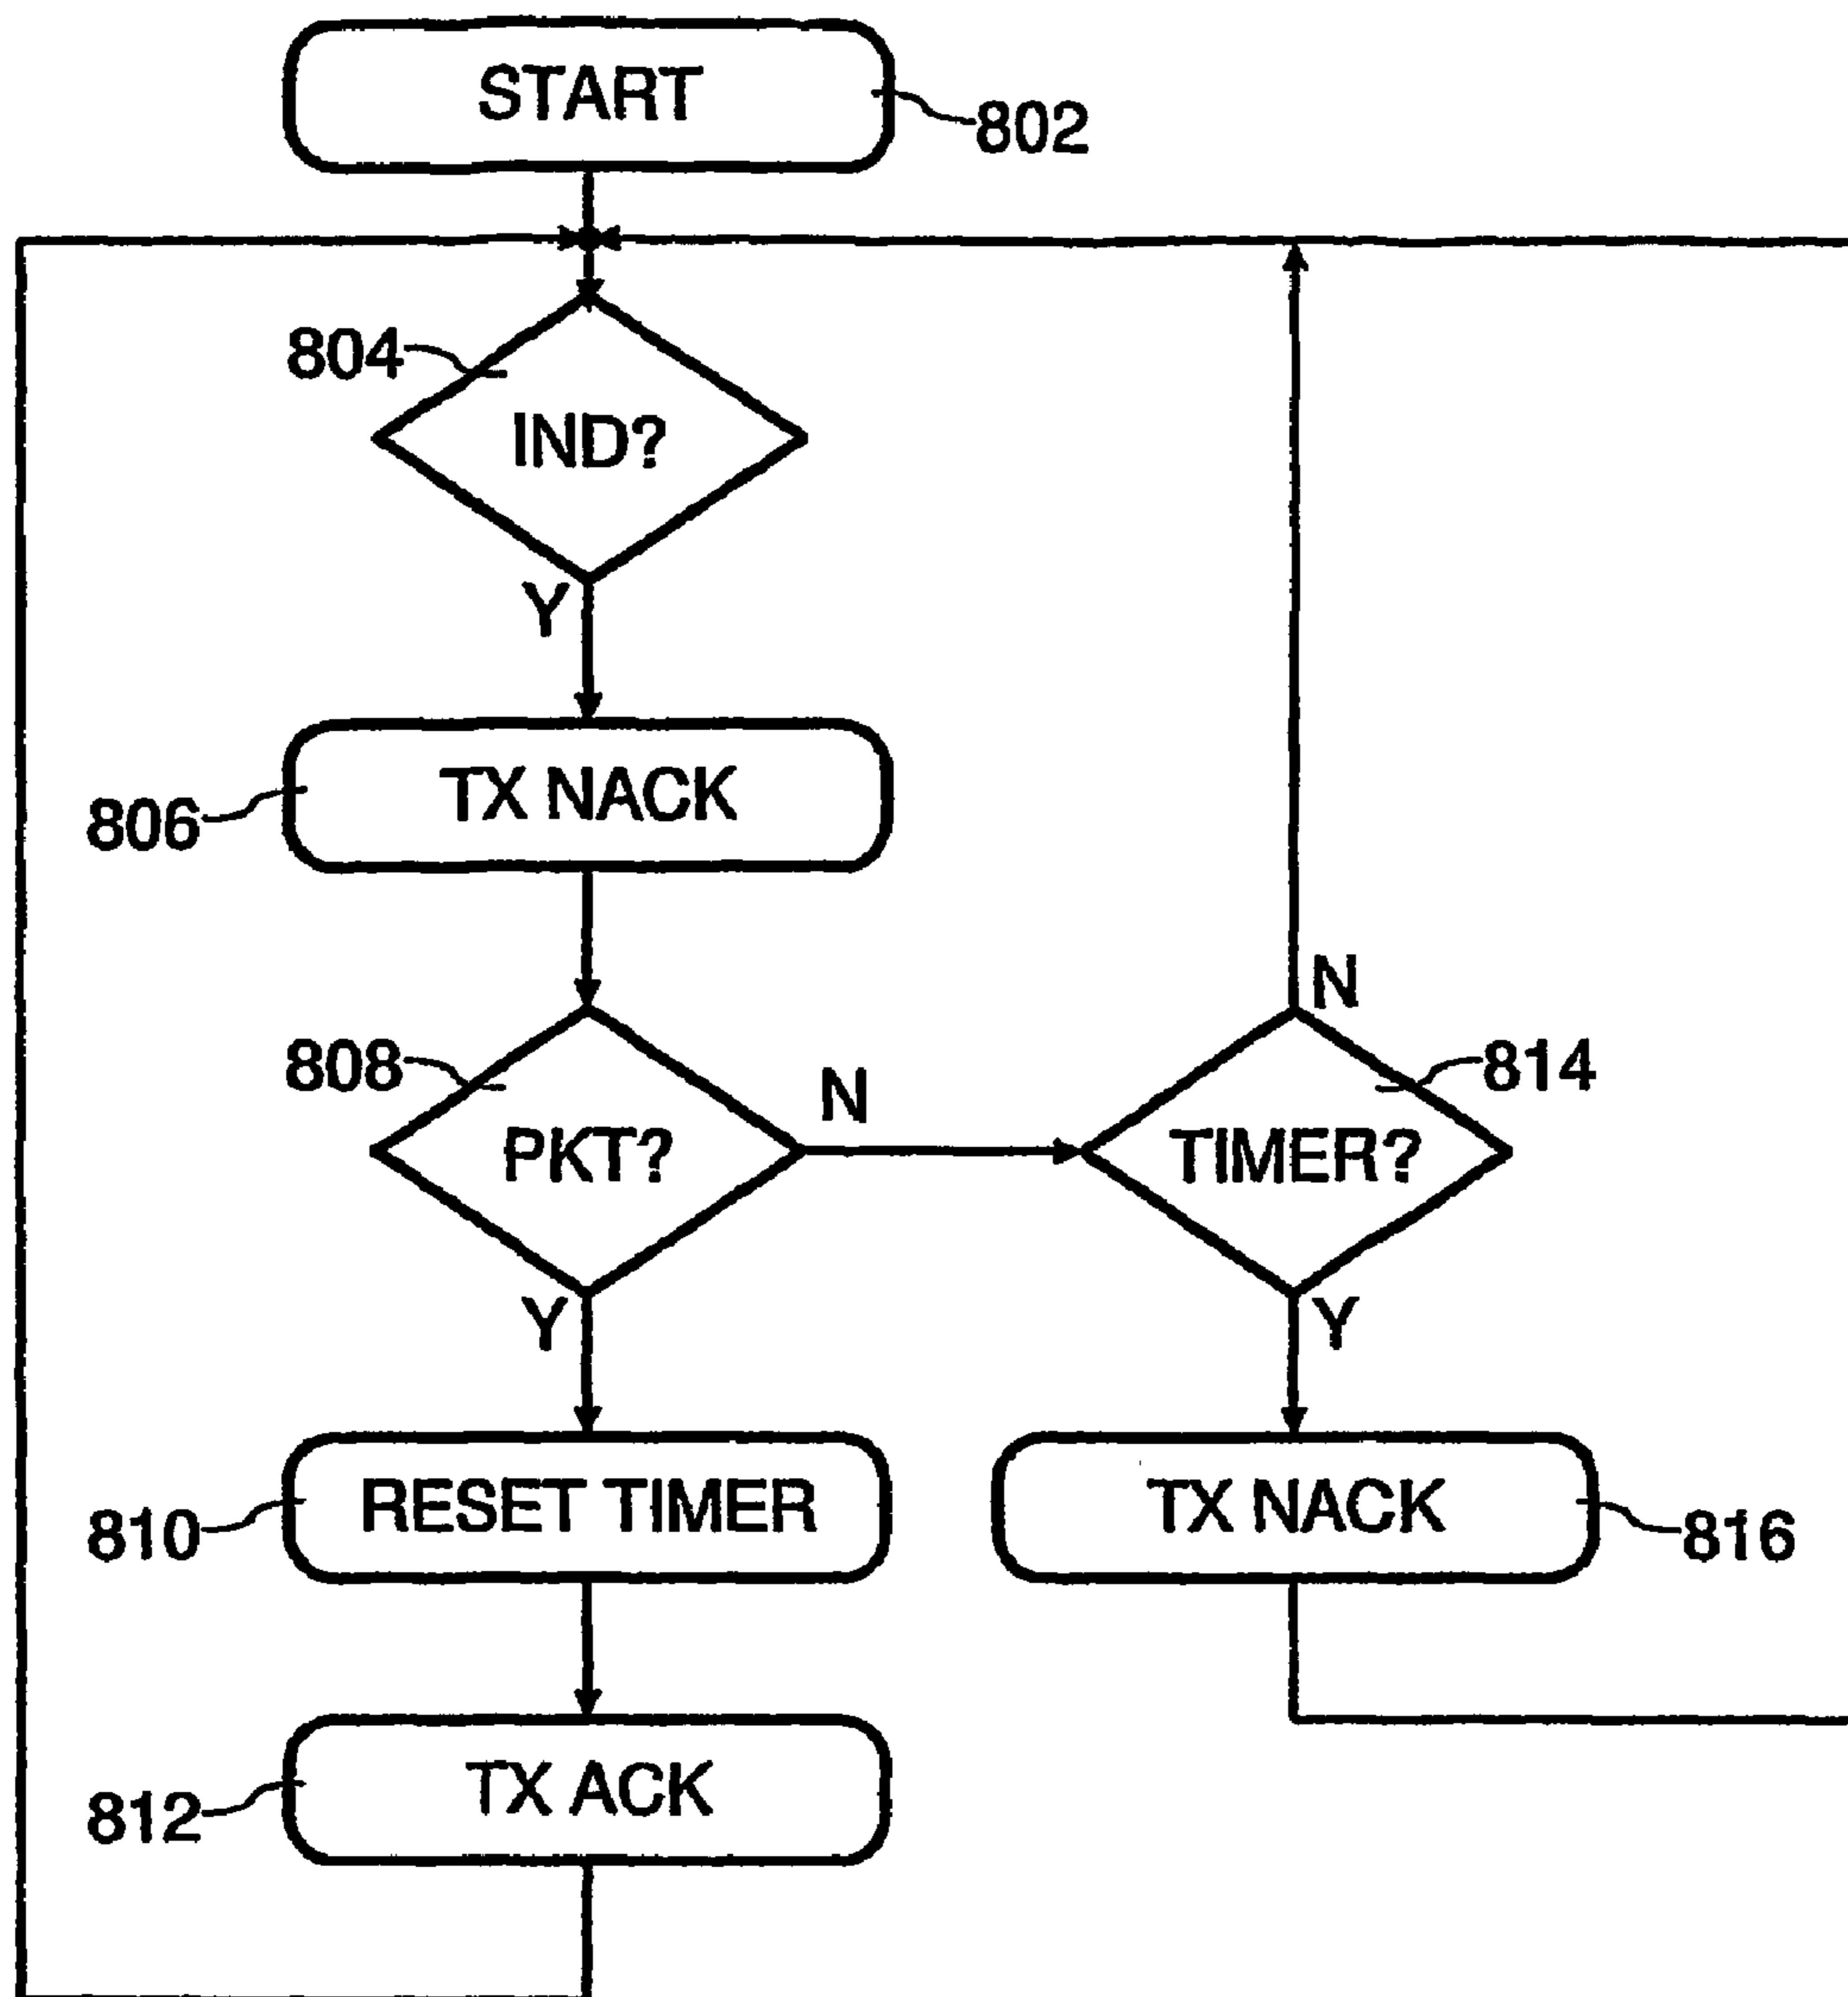 START
802
804
IND?
Y
TX NACK
806
N
808
814
N
PKT?
TIMER?
Y
Y
RESET TIMER
TX NACK
810
816
TX ACK
812